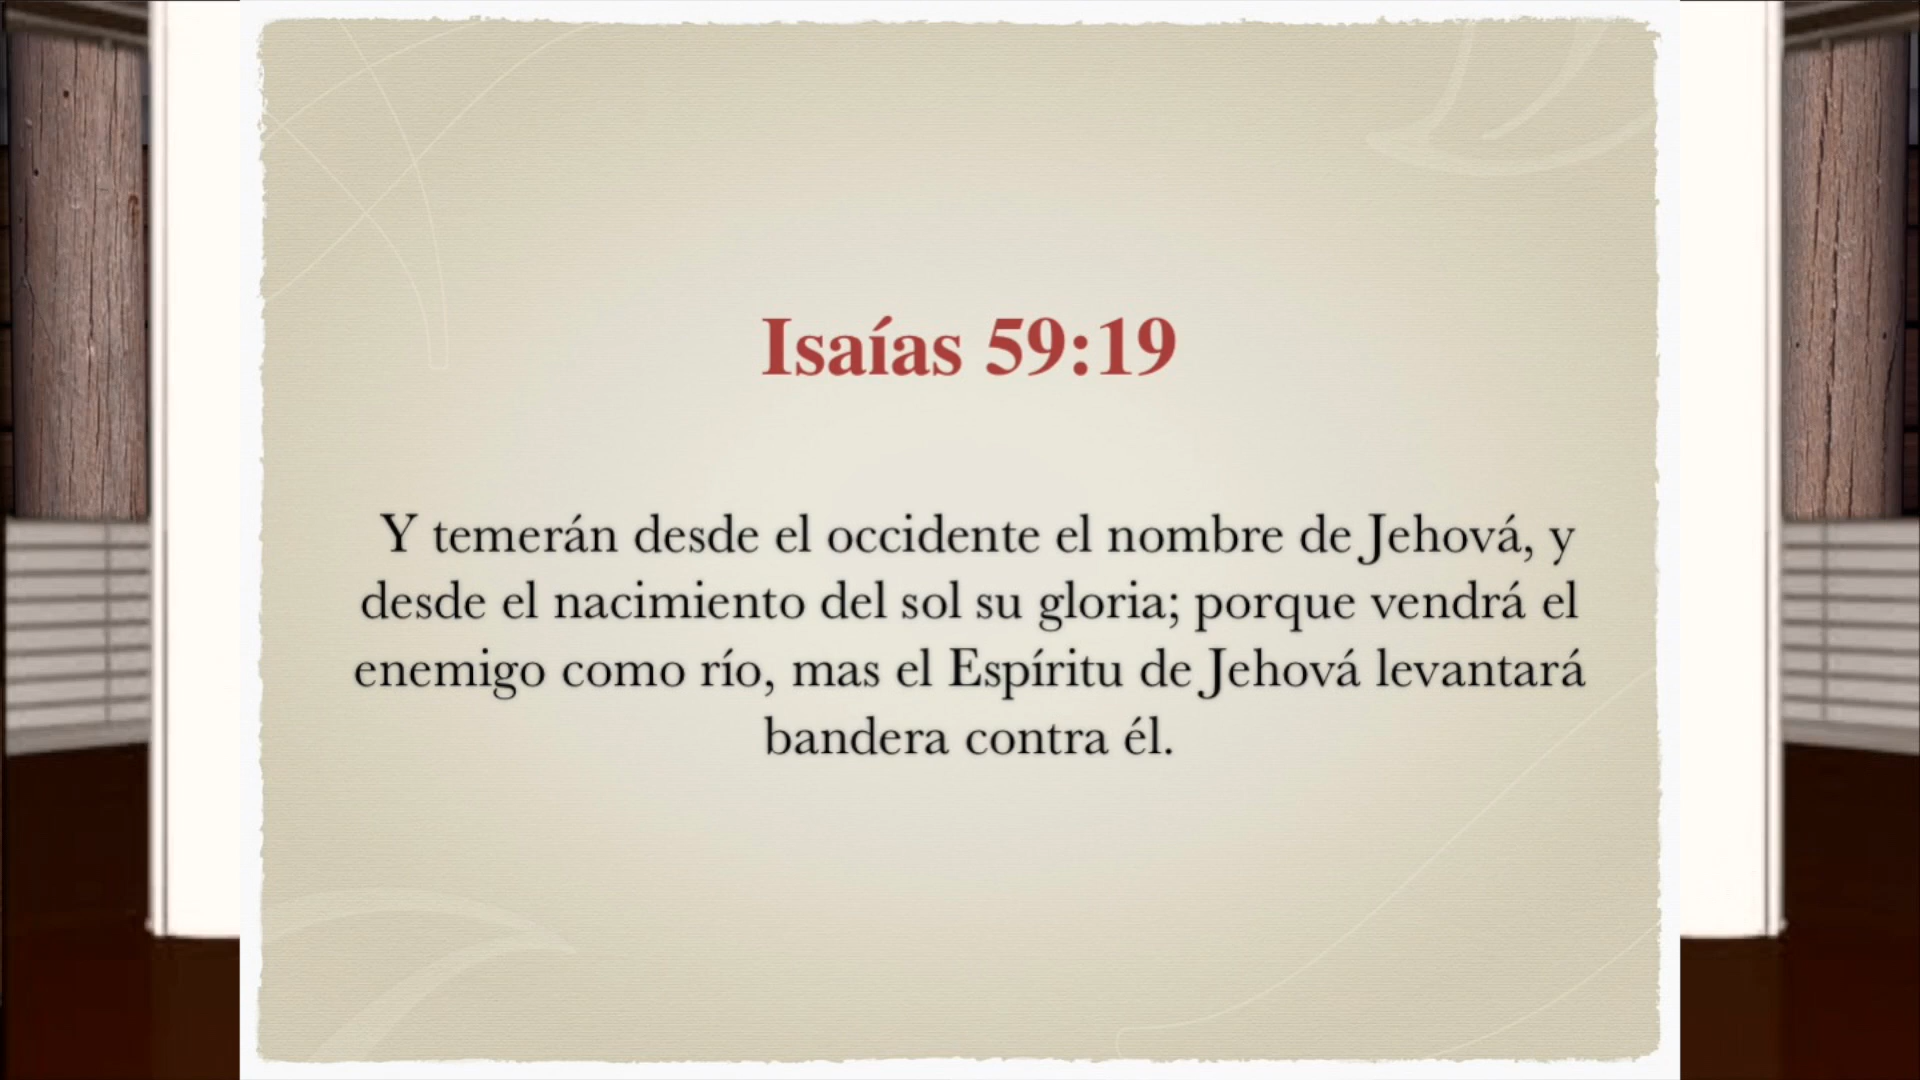 Isaías 59:19
Y temerán desde el occidente el nombre de Jehová, y
desde el nacimiento del sol su gloria; porque vendrá el
enemigo como río, mas el Espíritu de Jehová levantará
bandera contra él.